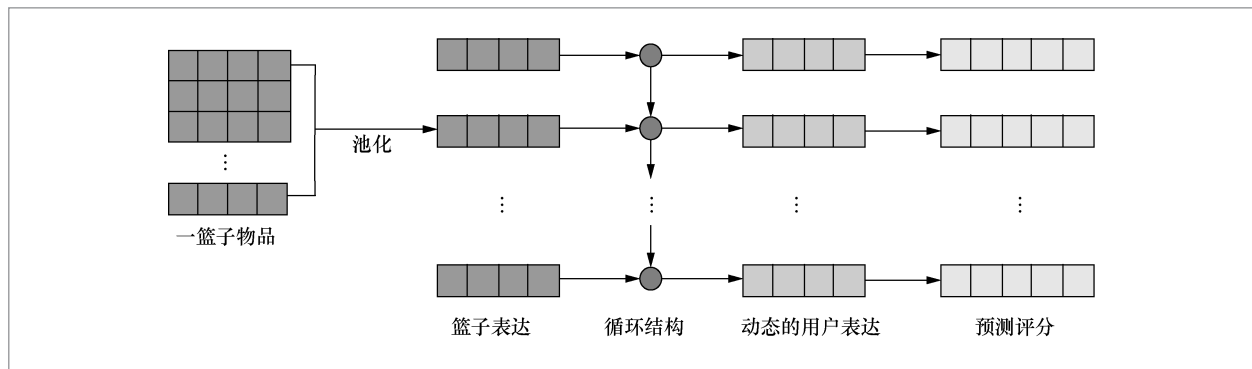 池化
一篮子物品
篮子表达
循环结构
动态的用户表达
预测评分